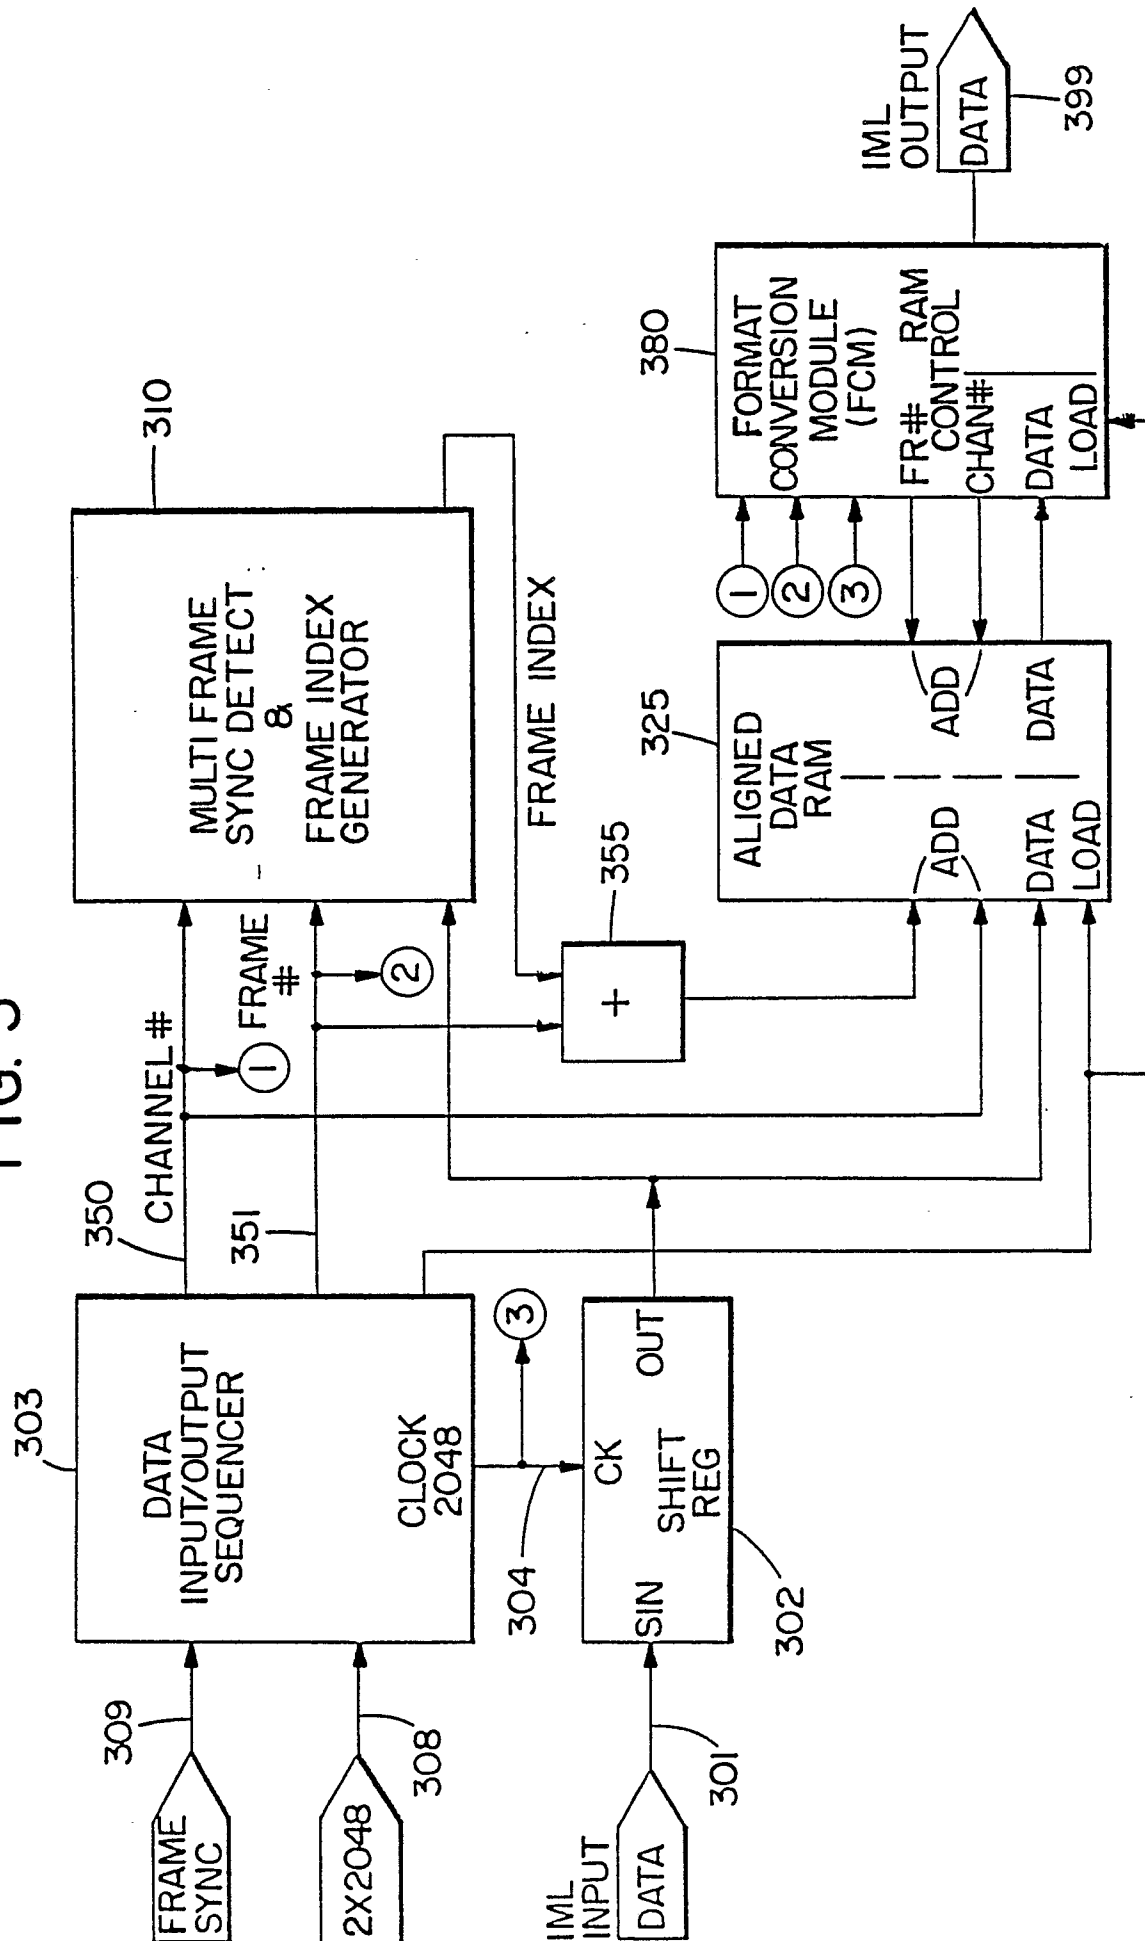 FIG. 3
FRAME
SYNC
309
2X2048
308
IML
INPUT
DATA
301
303
DATA
INPUT/OUTPUT
SEQUENCER
CLOCK
2048
304
3
SIN
CK
SHIFT
REG
OUT
302
350
CHANNEL #
1
351
FRAME
#
2
310
MULTI FRAME
SYNC DETECT
&
FRAME INDEX
GENERATOR
FRAME INDEX
355
+
325
ALIGNED
DATA
RAM
ADD
ADD
DATA
DATA
LOAD
1
2
3
380
FORMAT
CONVERSION
MODULE
(FCM)
FR# RAM
CONTROL
CHAN#
DATA
LOAD
IML
OUTPUT
DATA
399